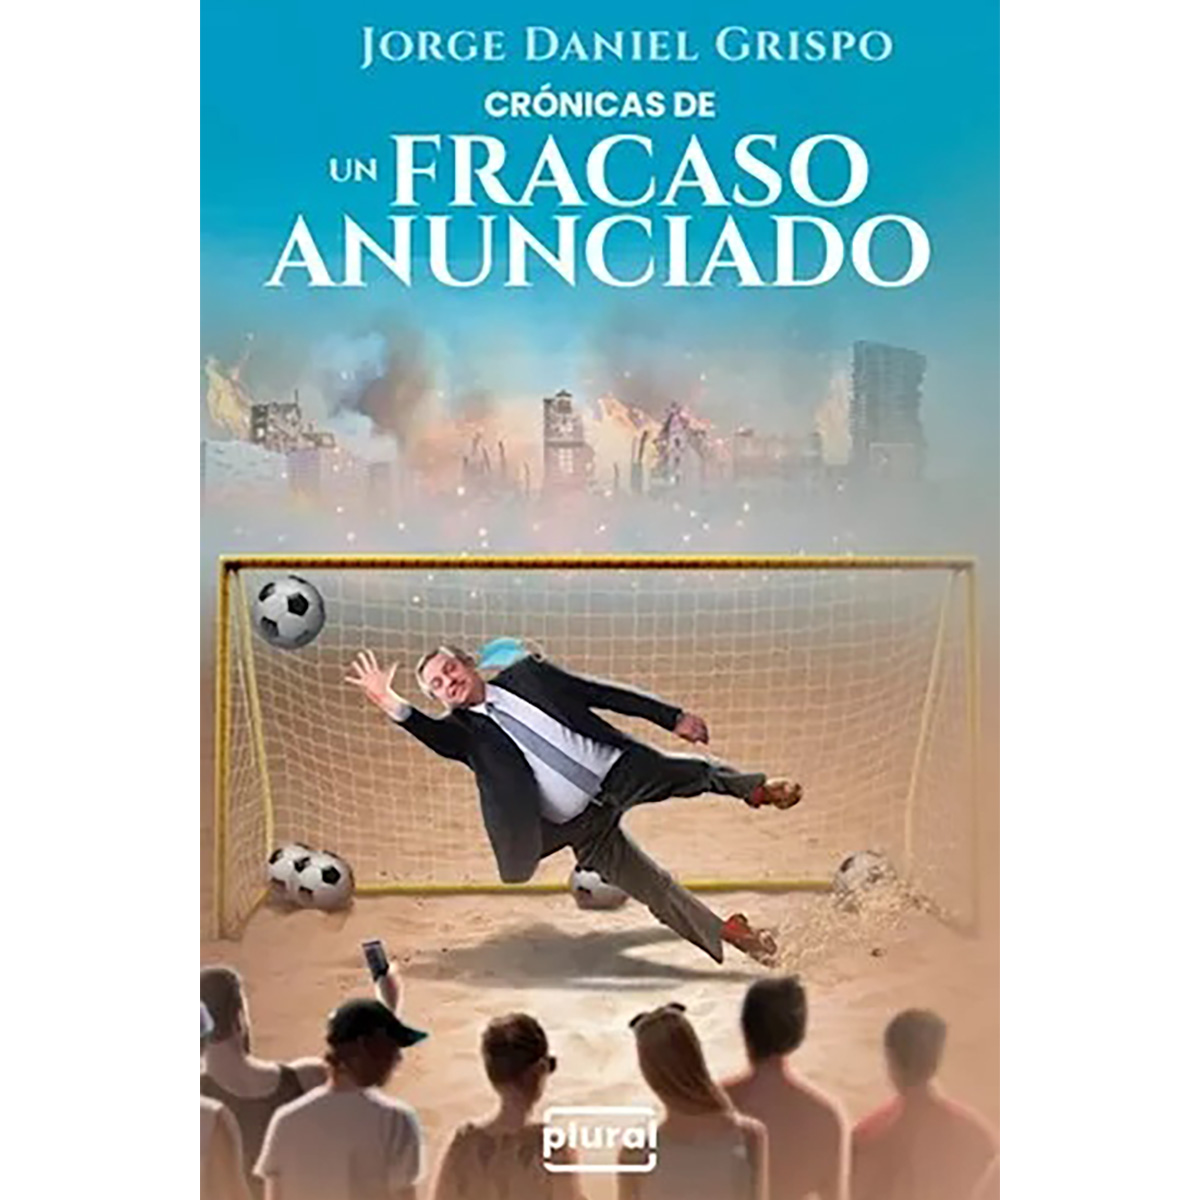 JORGE DANIEL GRISPO
CRÓNICAS DE
UN FRACASO
ANUNCIADO
plural